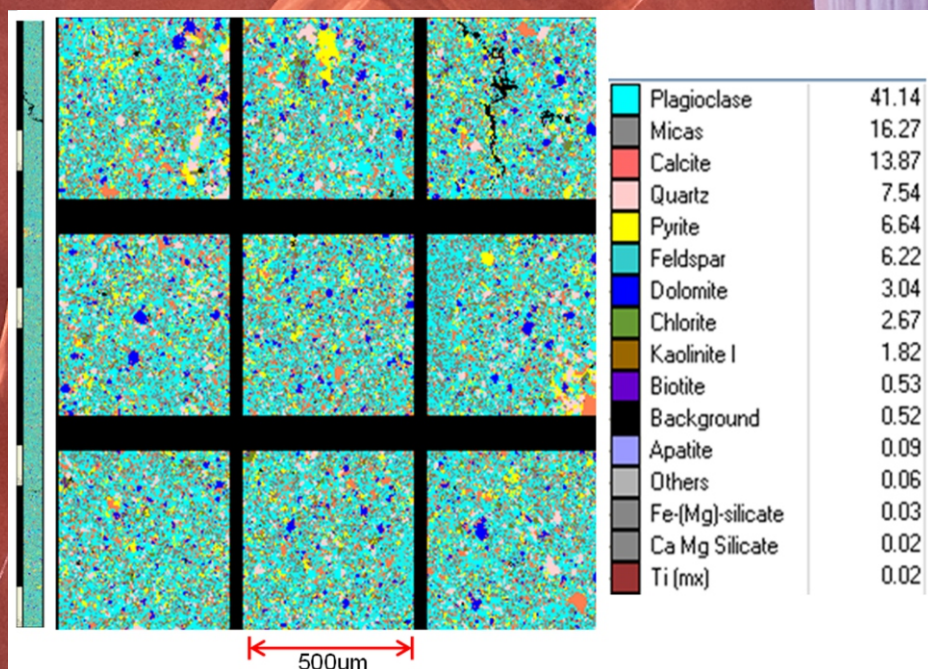 Plagioclase 41.14
Micas 16.27
Calcite 13.87
Quartz 7.54
Pyrite 6.64
Feldspar 6.22
Dolomite 3.04
Chlorite 2.67
Kaolinite I 1.82
Biotite 0.53
Background 0.52
Apatite 0.09
Others 0.06
Fe-(Mg)-silicate 0.03
Ca Mg Silicate 0.02
Ti (mx) 0.02
500um